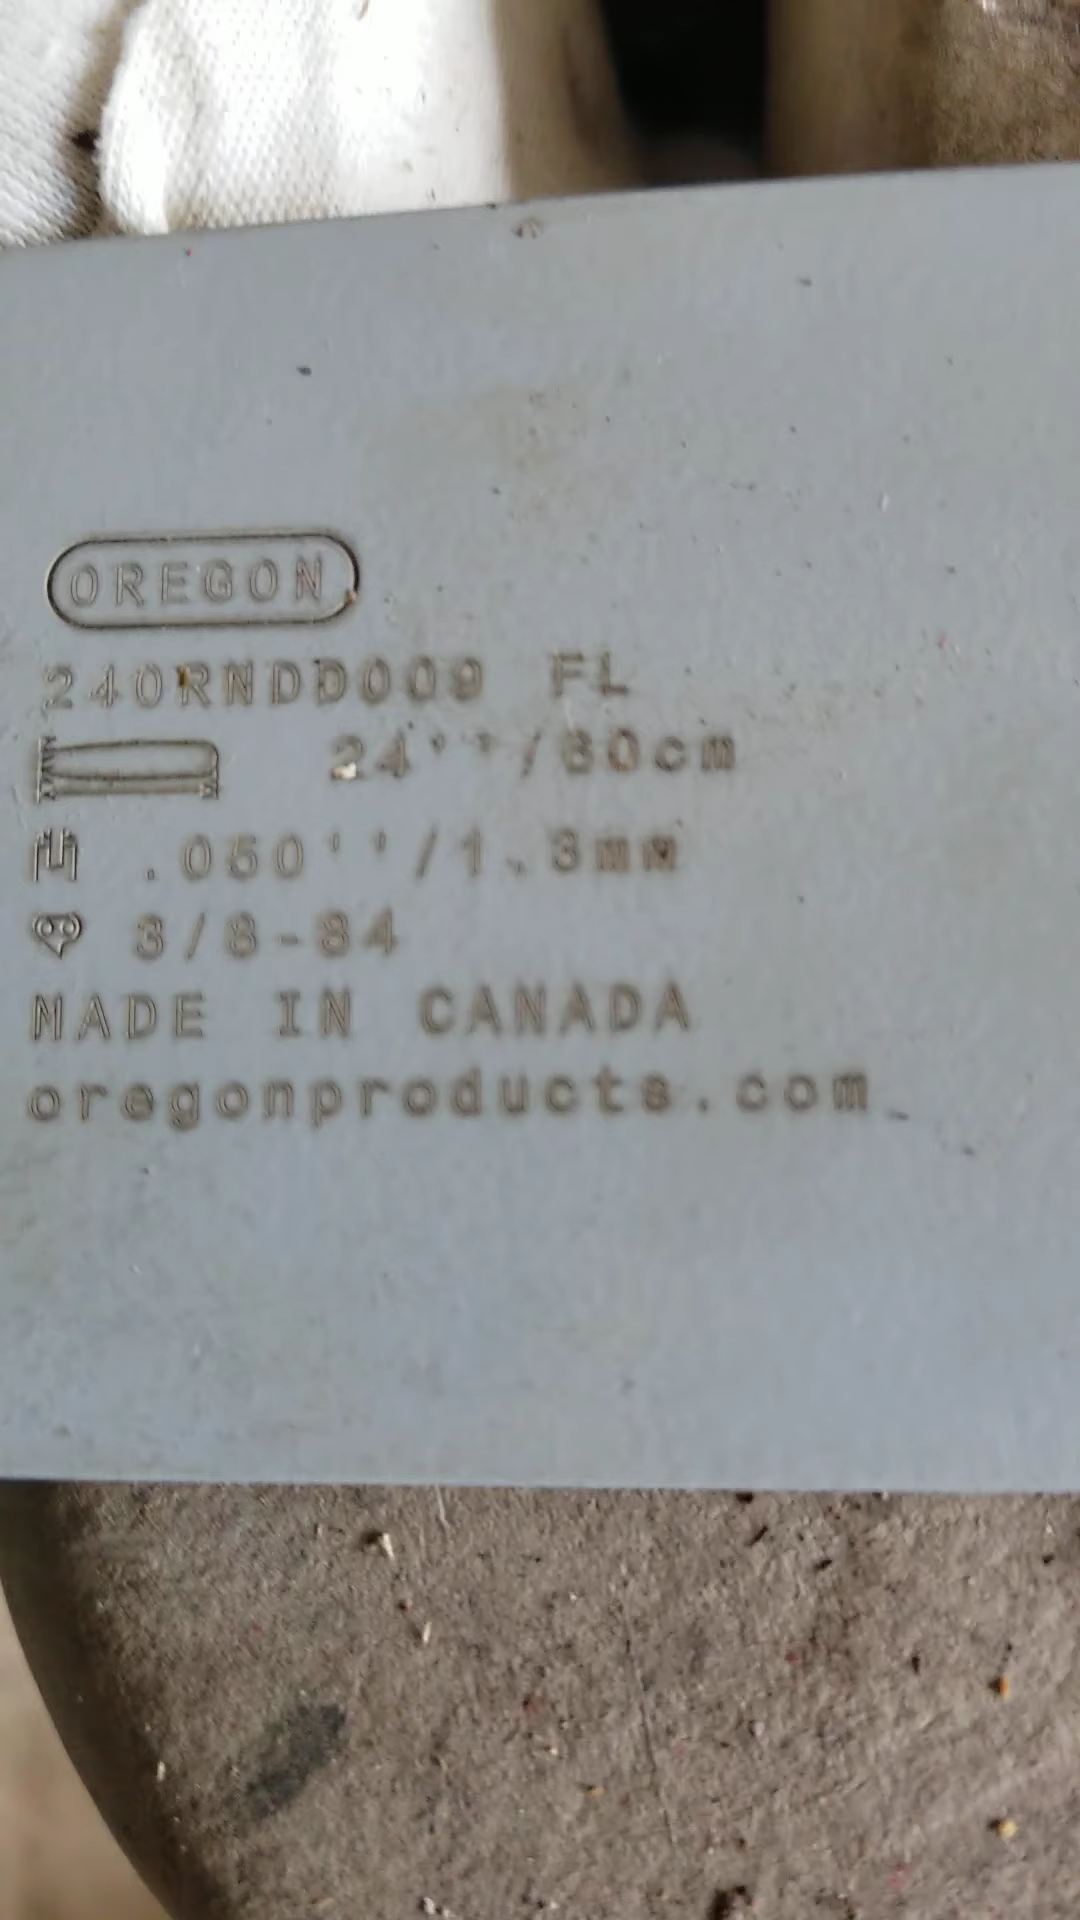 OREGON
240RNDD009 FL
24''/60cm
.050''/1.3mm
3/8-84
MADE IN CANADA
oregonproducts.com